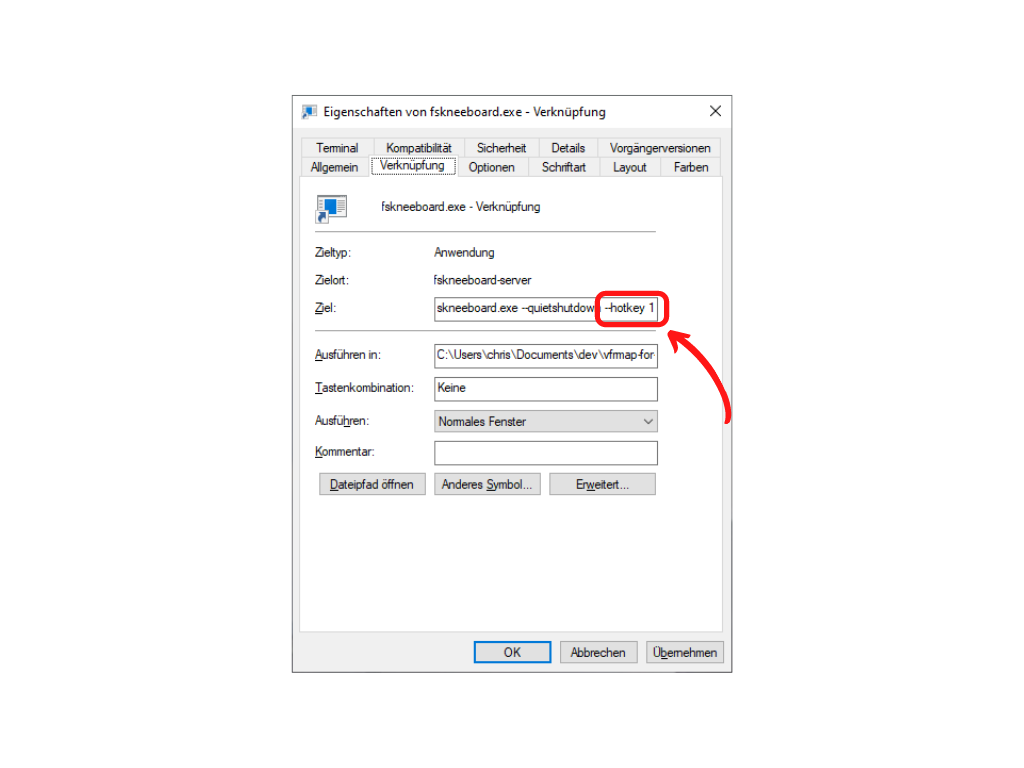 Eigenschaften von fskneeboard.exe - Verknüpfung
Terminal Kompatibilität Sicherheit Details Vorgängerversionen
Allgemein Verknüpfung Optionen Schriftart Layout Farben
fskneeboard.exe - Verknüpfung
Zieltyp: Anwendung
Zielort: fskneeboard-server
Ziel: skneeboard.exe --quietshutdown --hotkey 1
Ausführen in: C:\Users\chris\Documents\dev\vfrmap-for-
Tastenkombination: Keine
Ausführen: Normales Fenster
Kommentar:
Dateipfad öffnen Anderes Symbol... Erweitert...
OK Abbrechen Übernehmen